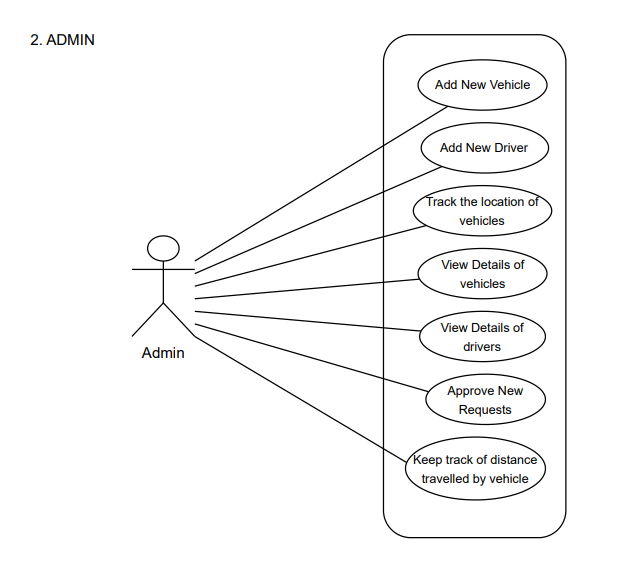 2. ADMIN
Add New Vehicle
Add New Driver
Track the location of
vehicles
View Details of
vehicles
View Details of
drivers
Admin
Approve New
Requests
Keep track of distance
travelled by vehicle